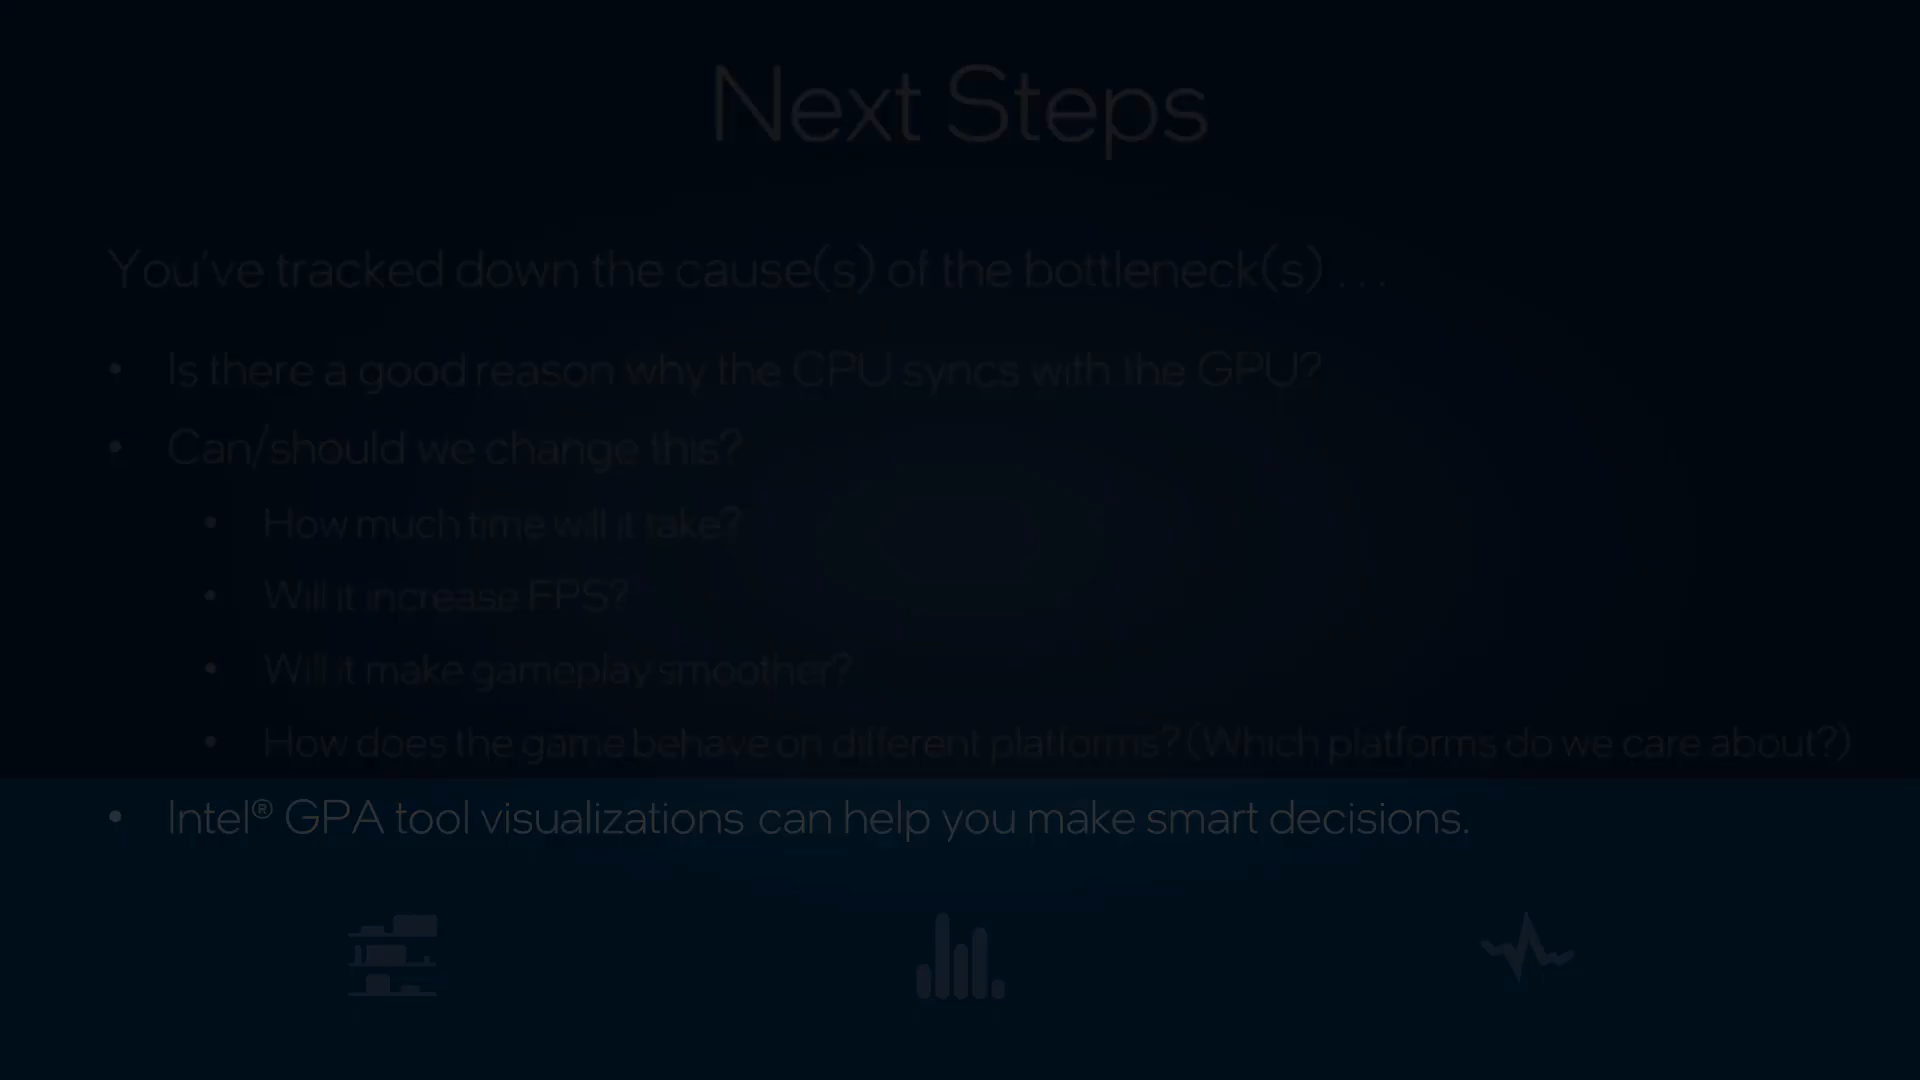 Next Steps
You've tracked down the cause(s) of the bottleneck(s) ...
• Is there a good reason why the CPU syncs with the GPU?
• Can/should we change this?
• How much time will it take?
• Will it increase FPS?
• Will it make gameplay smoother?
• How does the game behave on different platforms? (Which platforms do we care about?)
• Intel® GPA tool visualizations can help you make smart decisions.